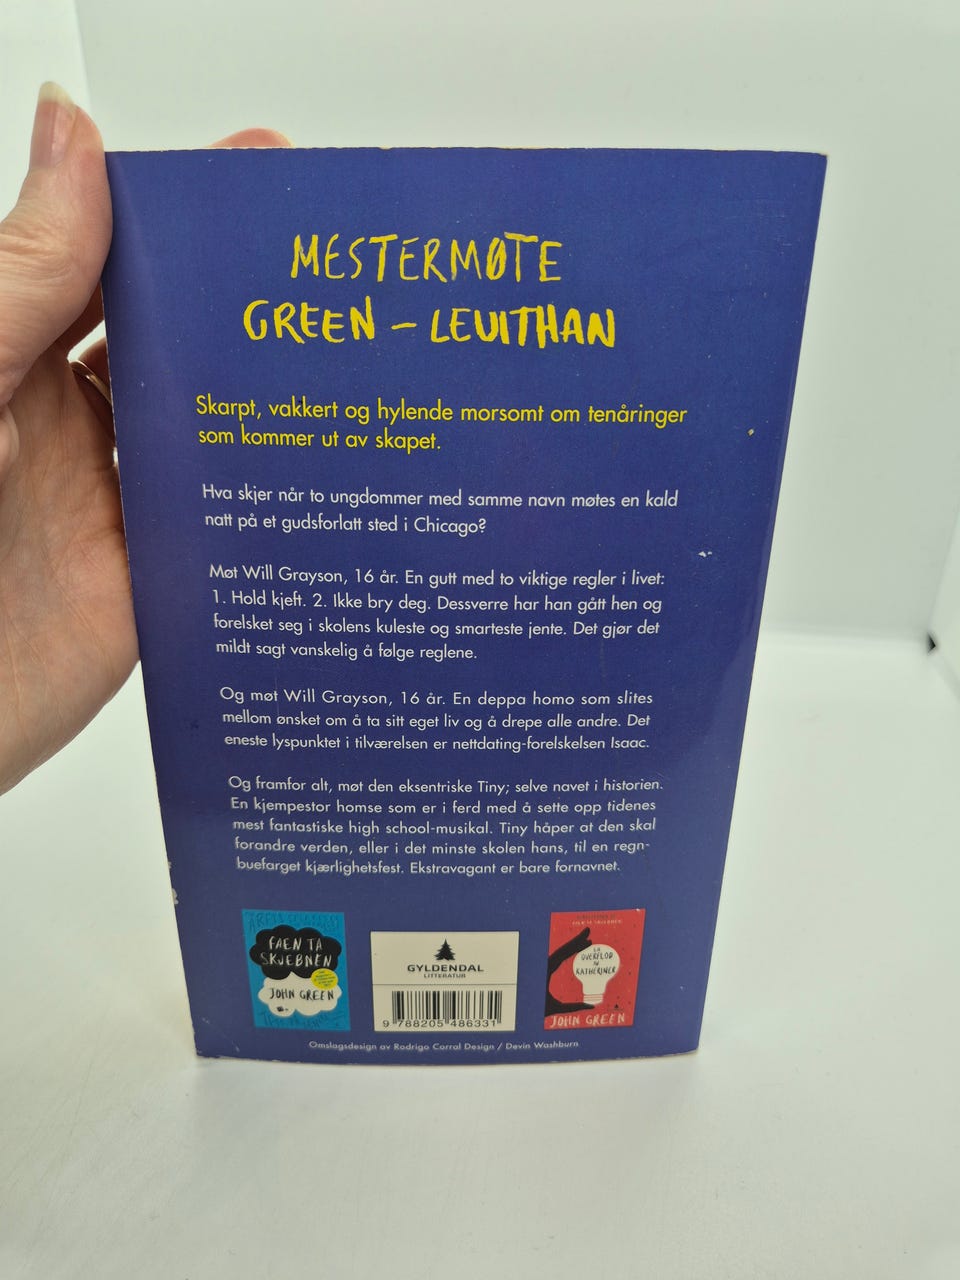 MESTERMØTE
GREEN – LEVITHAN
Skarpt, vakkert og hylende morsomt om tenåringer
som kommer ut av skapet.
Hva skjer når to ungdommer med samme navn møtes en kald
natt på et gudsforlatt sted i Chicago?
Møt Will Grayson, 16 år. En gutt med to viktige regler i livet:
1. Hold kjeft. 2. Ikke bry deg. Dessverre har han gått hen og
forelsket seg i skolens kuleste og smarteste jente. Det gjør det
mildt sagt vanskelig å følge reglene.
Og møt Will Grayson, 16 år. En deppa homo som slites
mellom ønsket om å ta sitt eget liv og å drepe alle andre. Det
eneste lyspunktet i tilværelsen er nettdating-forelskelsen Isaac.
Og framfor alt, møt den eksentriske Tiny; selve navet i historien.
En kjempestor homse som er i ferd med å sette opp tidenes
mest fantastiske high school-musikal. Tiny håper at den skal
forandre verden, eller i det minste skolen hans, til en regn-
buefarget kjærlighetsfest. Ekstravagant er bare fornavnet.
FAEN TA
SKJEBNEN
JOHN GREEN
GYLDENDAL
LITTERATUR
9 788205 486331
EN
OVERFLOD
AV
KATHERINER
JOHN GREEN
Omslagsdesign av Rodrigo Corral Design / Devin Washburn